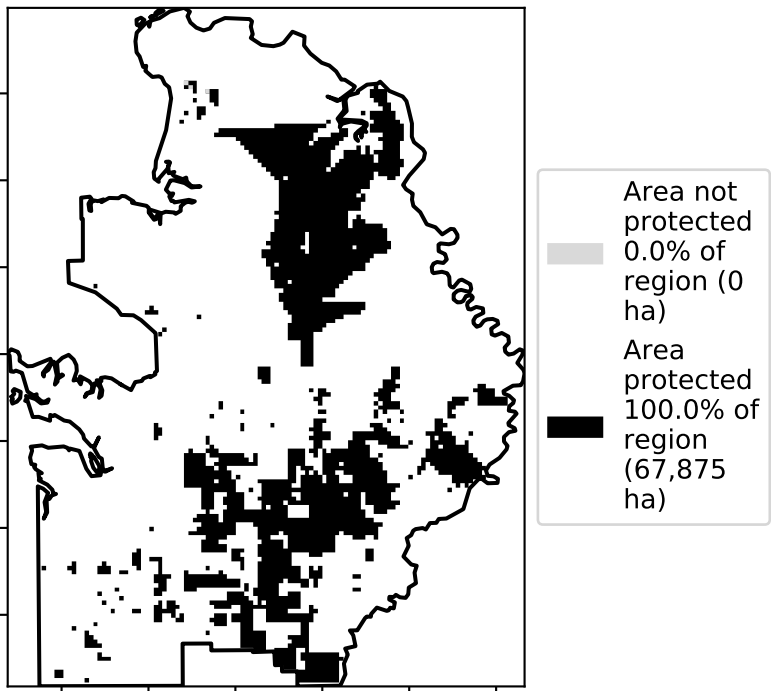 Area not
protected
0.0% of
region (0
ha)
Area
protected
100.0% of
region
(67,875
ha)